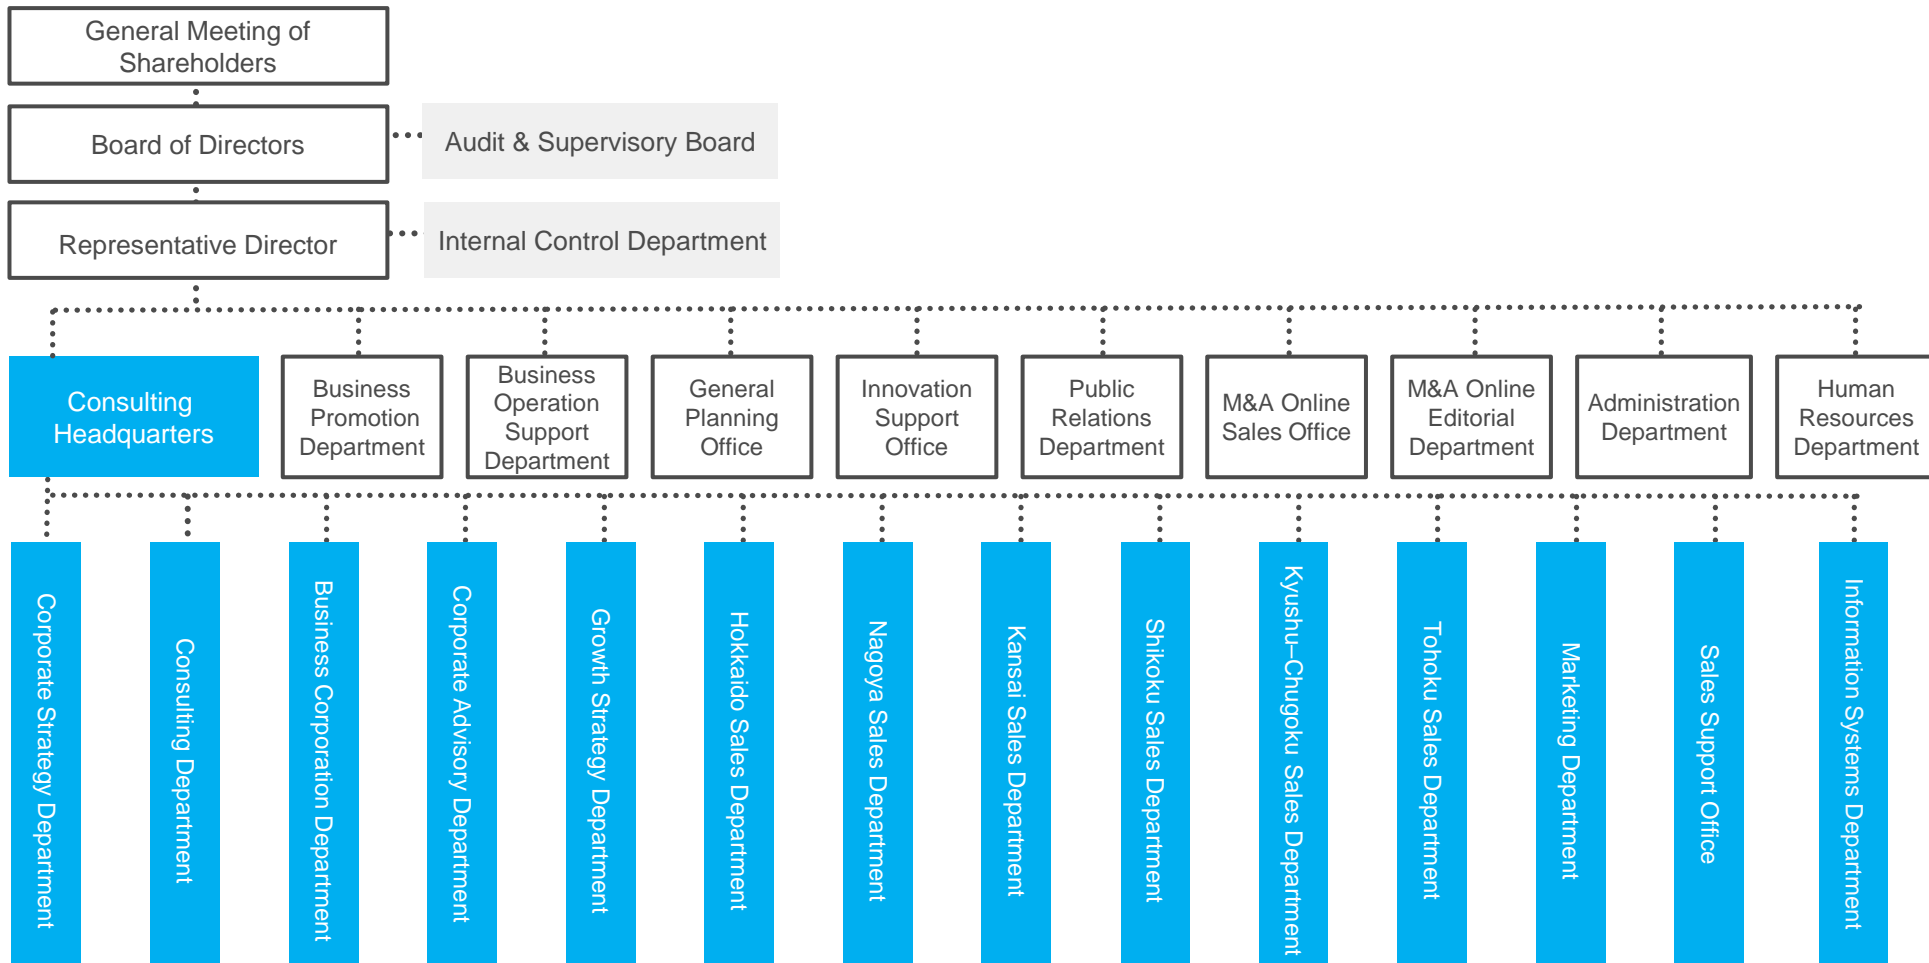 General Meeting of
Shareholders
Board of Directors
Audit & Supervisory Board
Representative Director
Internal Control Department
Consulting
Headquarters
Business
Promotion
Department
Business
Operation
Support
Department
General
Planning
Office
Innovation
Support
Office
Public
Relations
Department
M&A Online
Sales Office
M&A Online
Editorial
Department
Administration
Department
Human
Resources
Department
Corporate Strategy Department
Consulting Department
Business Corporation Department
Corporate Advisory Department
Growth Strategy Department
Hokkaido Sales Department
Nagoya Sales Department
Kansai Sales Department
Shikoku Sales Department
Kyushu–Chugoku Sales Department
Tohoku Sales Department
Marketing Department
Sales Support Office
Information Systems Department